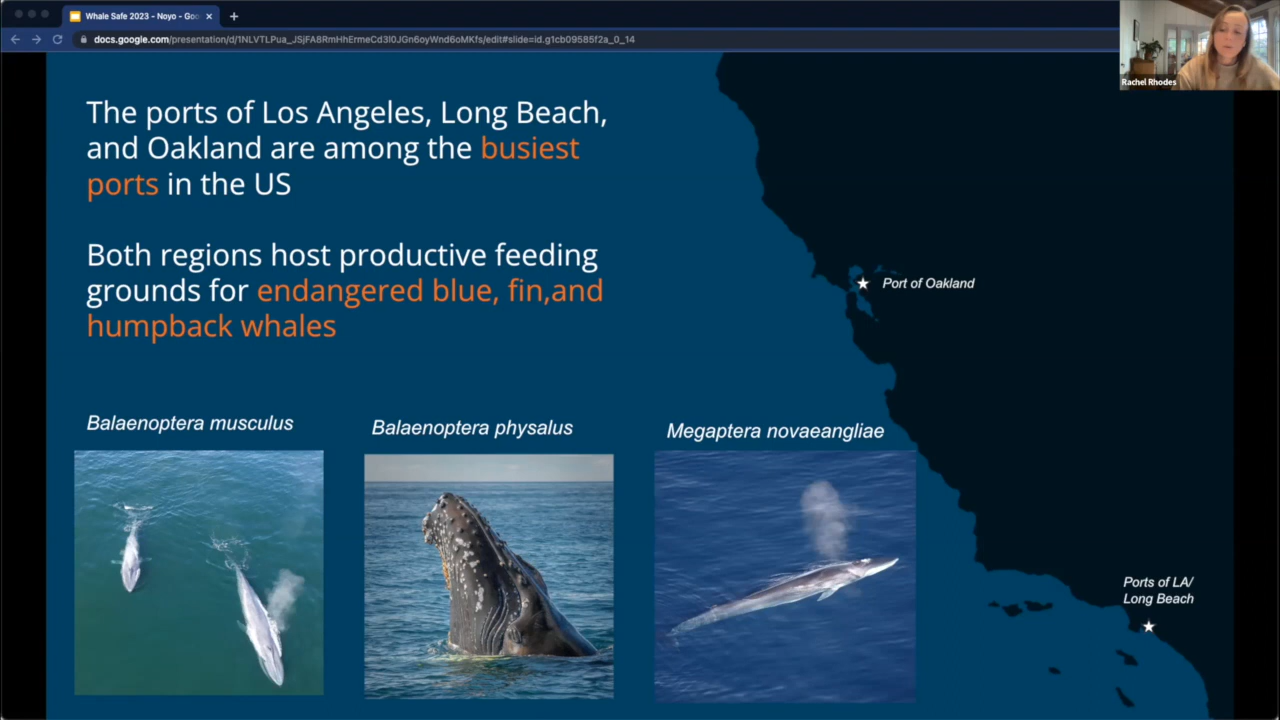 Whale Safe 2023 - Noyo - Goo
docs.google.com/presentation/d/1NLVTLPua_JSjFA8RmHhErmeCd3l0JGn6oyWnd6oMKfs/edit#slide=id.g1cb09585f2a_0_14
Rachel Rhodes
The ports of Los Angeles, Long Beach,
and Oakland are among the busiest
ports in the US
Both regions host productive feeding
grounds for endangered blue, fin,and
humpback whales
Port of Oakland
Balaenoptera musculus
Balaenoptera physalus
Megaptera novaeangliae
Ports of LA/
Long Beach